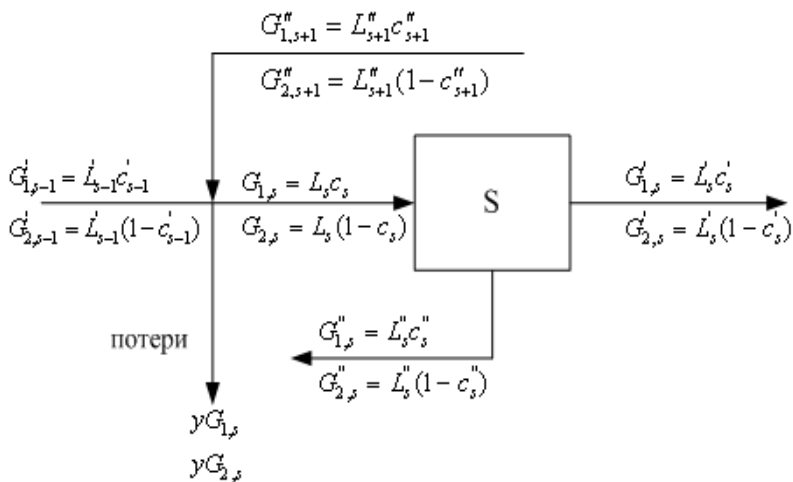 G''₁,ₛ₊₁ = L''ₛ₊₁c''ₛ₊₁
G''₂,ₛ₊₁ = L''ₛ₊₁(1−c''ₛ₊₁)
G'₁,ₛ₋₁ = L'ₛ₋₁c'ₛ₋₁
G'₂,ₛ₋₁ = L'ₛ₋₁(1−c'ₛ₋₁)
G₁,ₛ = Lₛcₛ
G₂,ₛ = Lₛ(1−cₛ)
S
G'₁,ₛ = L'ₛc'ₛ
G'₂,ₛ = L'ₛ(1−c'ₛ)
потери
G''₁,ₛ = L''ₛc''ₛ
G''₂,ₛ = L''ₛ(1−c''ₛ)
yG₁,ₛ
yG₂,ₛ